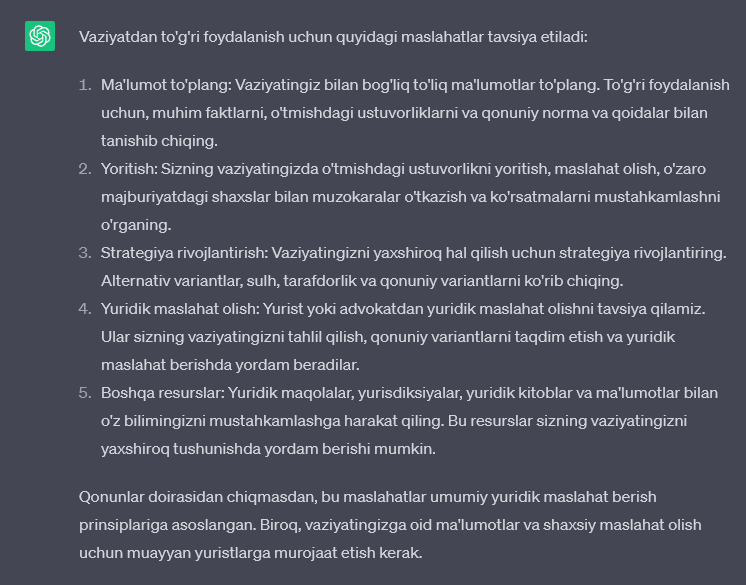 Vaziyatdan to'g'ri foydalanish uchun quyidagi maslahatlar tavsiya etiladi:
1. Ma'lumot to'plang: Vaziyatingiz bilan bog'liq to'liq ma'lumotlar to'plang. To'g'ri foydalanish
uchun, muhim faktlarni, o'tmishdagi ustuvorliklarni va qonuniy norma va qoidalar bilan
tanishib chiqing.
2. Yoritish: Sizning vaziyatingizda o'tmishdagi ustuvorlikni yoritish, maslahat olish, o'zaro
majburiyatdagi shaxslar bilan muzokaralar o'tkazish va ko'rsatmalarni mustahkamlashni
o'rganing.
3. Strategiya rivojlantirish: Vaziyatingizni yaxshiroq hal qilish uchun strategiya rivojlantiring.
Alternativ variantlar, sulh, tarafdorlik va qonuniy variantlarni ko'rib chiqing.
4. Yuridik maslahat olish: Yurist yoki advokatdan yuridik maslahat olishni tavsiya qilamiz.
Ular sizning vaziyatingizni tahlil qilish, qonuniy variantlarni taqdim etish va yuridik
maslahat berishda yordam beradilar.
5. Boshqa resurslar: Yuridik maqolalar, yurisdiksiyalar, yuridik kitoblar va ma'lumotlar bilan
o'z bilimingizni mustahkamlashga harakat qiling. Bu resurslar sizning vaziyatingizni
yaxshiroq tushunishda yordam berishi mumkin.
Qonunlar doirasidan chiqmasdan, bu maslahatlar umumiy yuridik maslahat berish
prinsiplariga asoslangan. Biroq, vaziyatingizga oid ma'lumotlar va shaxsiy maslahat olish
uchun muayyan yuristlarga murojaat etish kerak.